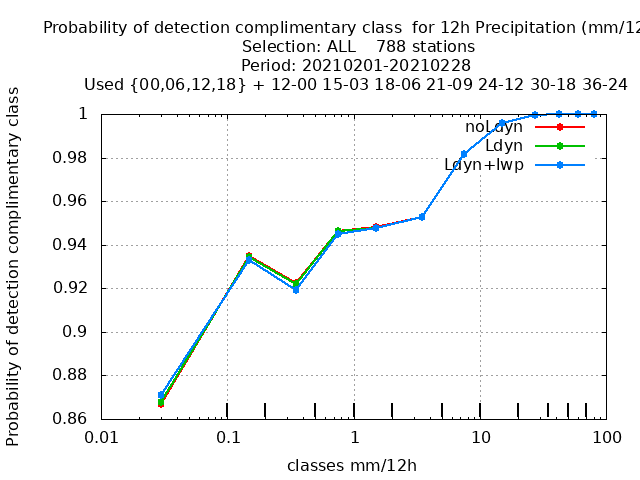 Probability of detection complimentary class  for 12h Precipitation (mm/12
Selection: ALL    788 stations
Period: 20210201-20210228
Used {00,06,12,18} + 12-00 15-03 18-06 21-09 24-12 30-18 36-24
Probability of detection complimentary class
1
0.98
0.96
0.94
0.92
0.9
0.88
0.86
noLdyn
Ldyn
Ldyn+lwp
0.01
0.1
1
10
100
classes mm/12h